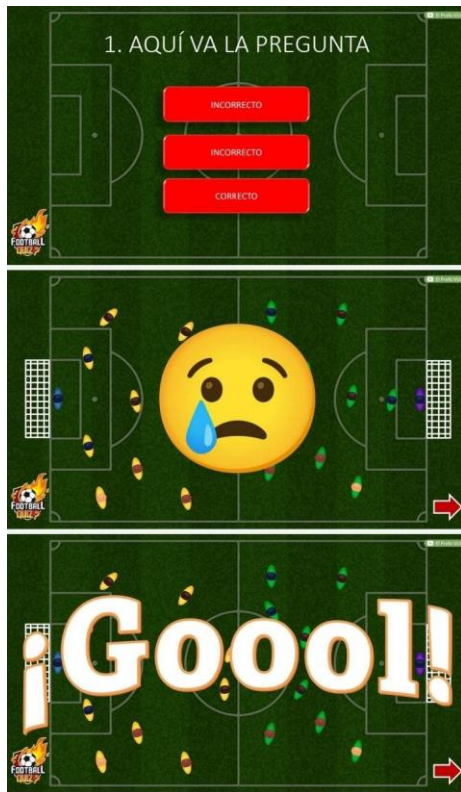 1. AQUÍ VA LA PREGUNTA
INCORRECTO
INCORRECTO
CORRECTO
FOOTBALL
QUIZ
FOOTBALL
QUIZ
¡Goool!
FOOTBALL
QUIZ